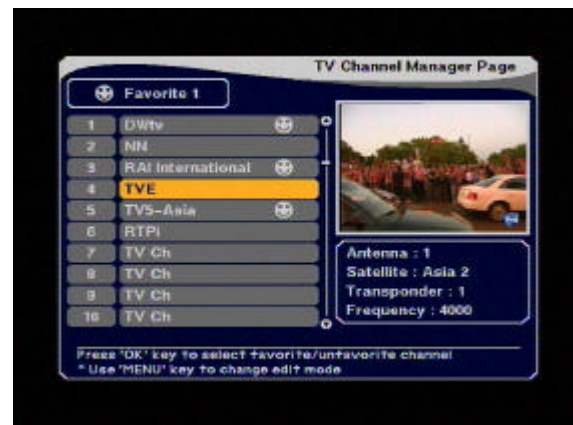 TV Channel Manager Page
Favorite 1
1 DWtv
2 NN
3 RAI International
4 TVE
5 TV5-Asia
6 RTPi
7 TV Ch
8 TV Ch
9 TV Ch
10 TV Ch
Antenna : 1
Satellite : Asia 2
Transponder : 1
Frequency : 4000
Press 'OK' key to select favorite/unfavorite channel
* Use 'MENU' key to change edit mode